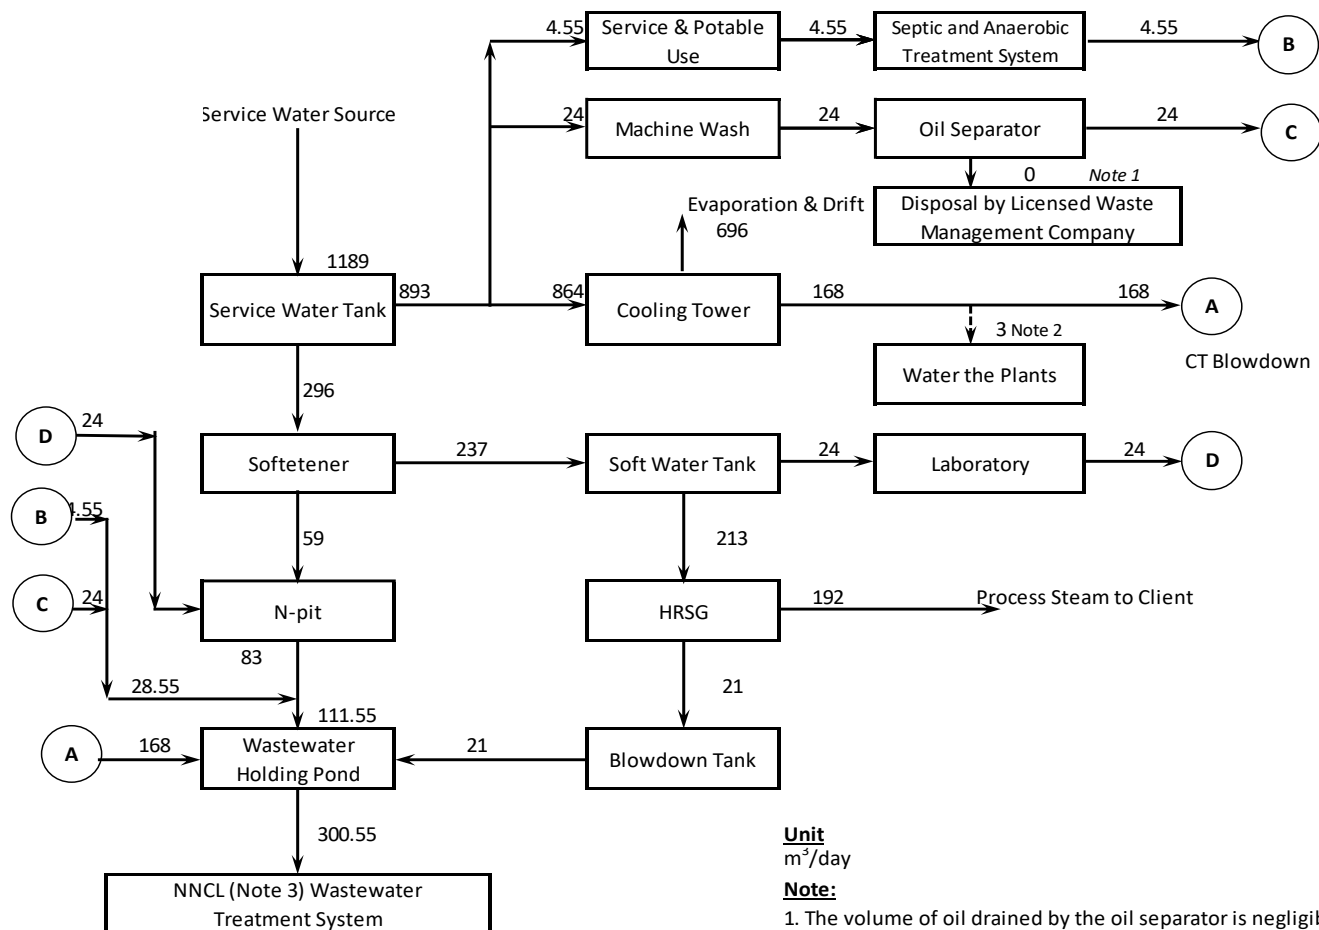 4.55
Service & Potable
Use
4.55
Septic and Anaerobic
Treatment System
4.55
B
Service Water Source
24
Machine Wash
24
Oil Separator
24
C
0
Note 1
Evaporation & Drift
696
Disposal by Licensed Waste
Management Company
1189
Service Water Tank
893
864
Cooling Tower
168
168
A
3 Note 2
Water the Plants
CT Blowdown
296
D
24
Softetener
237
Soft Water Tank
24
Laboratory
24
D
B
4.55
59
213
C
24
N-pit
HRSG
192
Process Steam to Client
83
28.55
21
111.55
A
168
Wastewater
Holding Pond
21
Blowdown Tank
300.55
Unit
m³/day
NNCL (Note 3) Wastewater
Treatment System
Note:
1. The volume of oil drained by the oil separator is